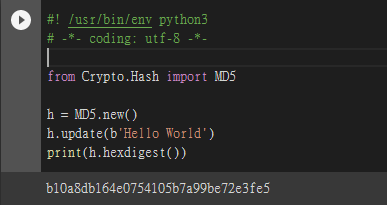 #! /usr/bin/env python3
# -*- coding: utf-8 -*-
from Crypto.Hash import MD5
h = MD5.new()
h.update(b'Hello World')
print(h.hexdigest())
b10a8db164e0754105b7a99be72e3fe5